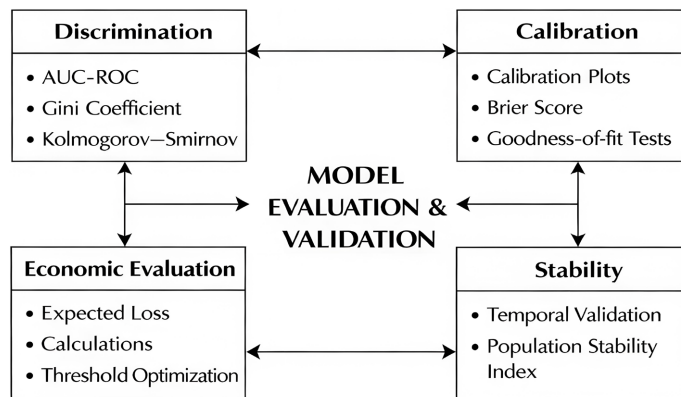 Discrimination
• AUC-ROC
• Gini Coefficient
• Kolmogorov—Smirnov
Calibration
• Calibration Plots
• Brier Score
• Goodness-of-fit Tests
MODEL
EVALUATION &
VALIDATION
Economic Evaluation
• Expected Loss
• Calculations
• Threshold Optimization
Stability
• Temporal Validation
• Population Stability
Index